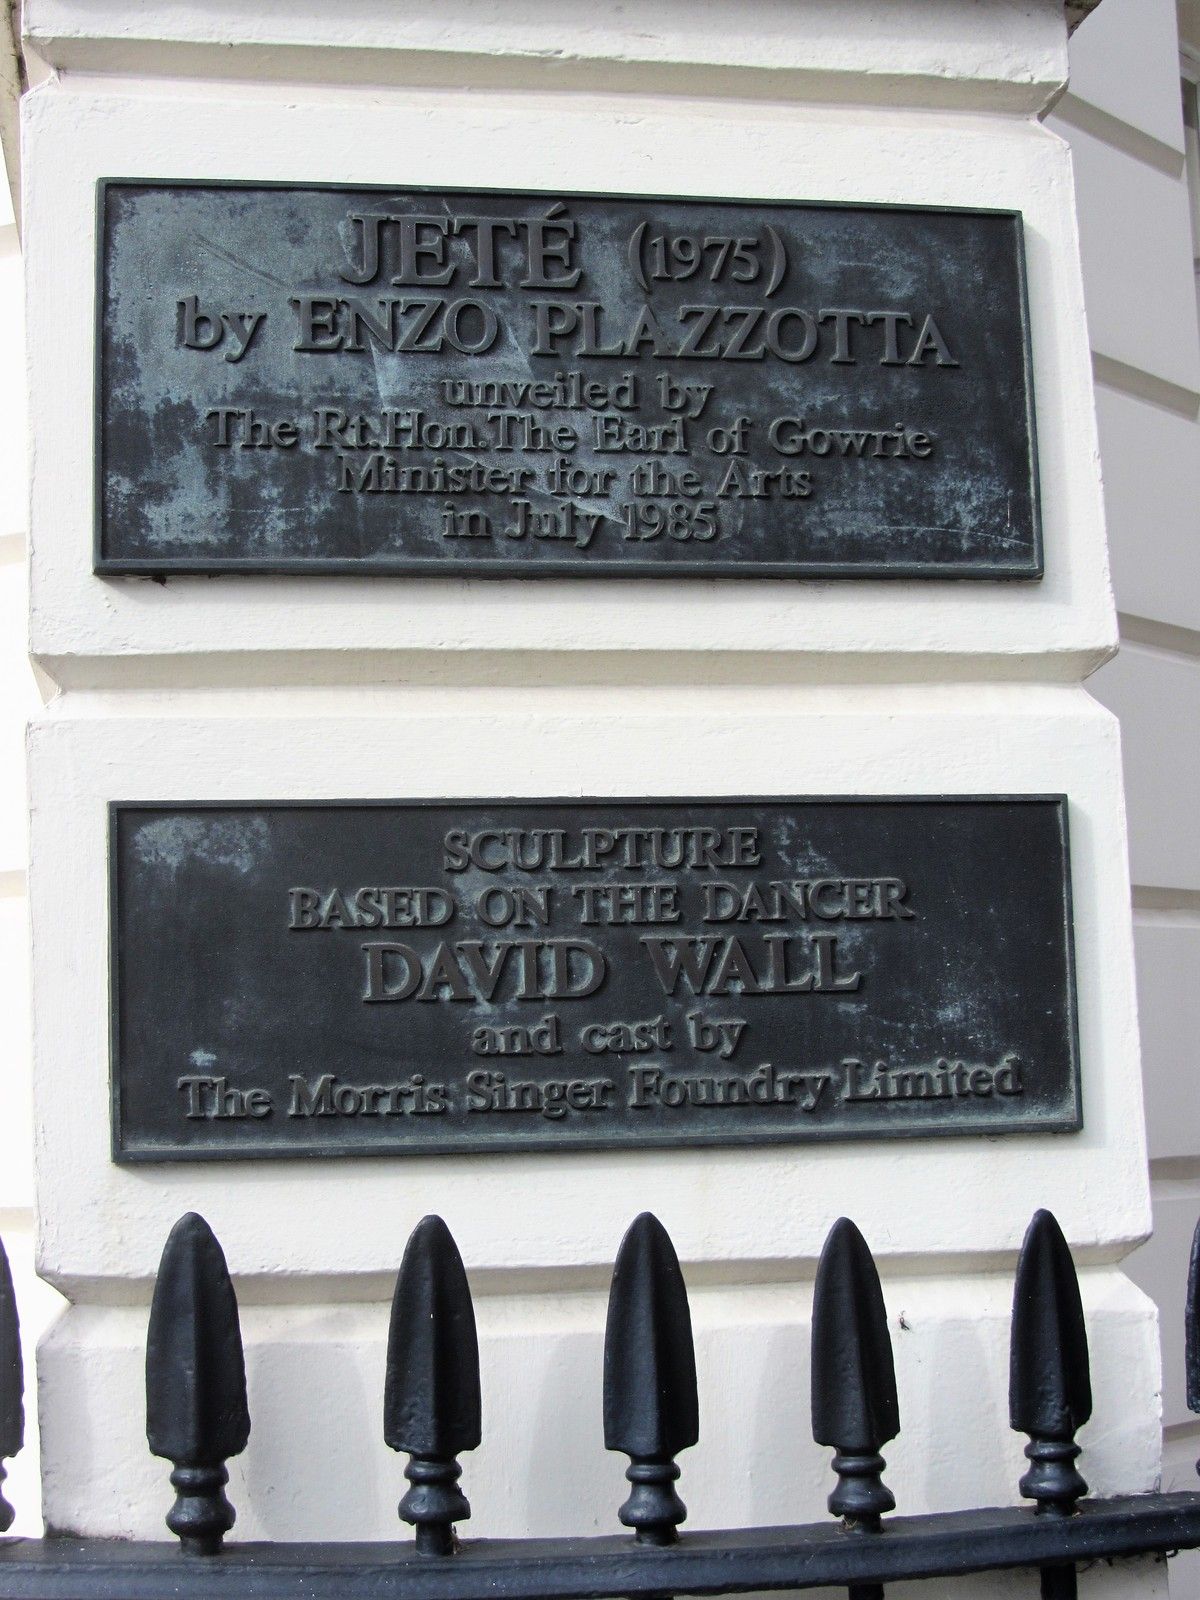 JETÉ (1975)
by ENZO PLAZZOTTA
unveiled by
The Rt.Hon.The Earl of Gowrie
Minister for the Arts
in July 1985
SCULPTURE
BASED ON THE DANCER
DAVID WALL
and cast by
The Morris Singer Foundry Limited